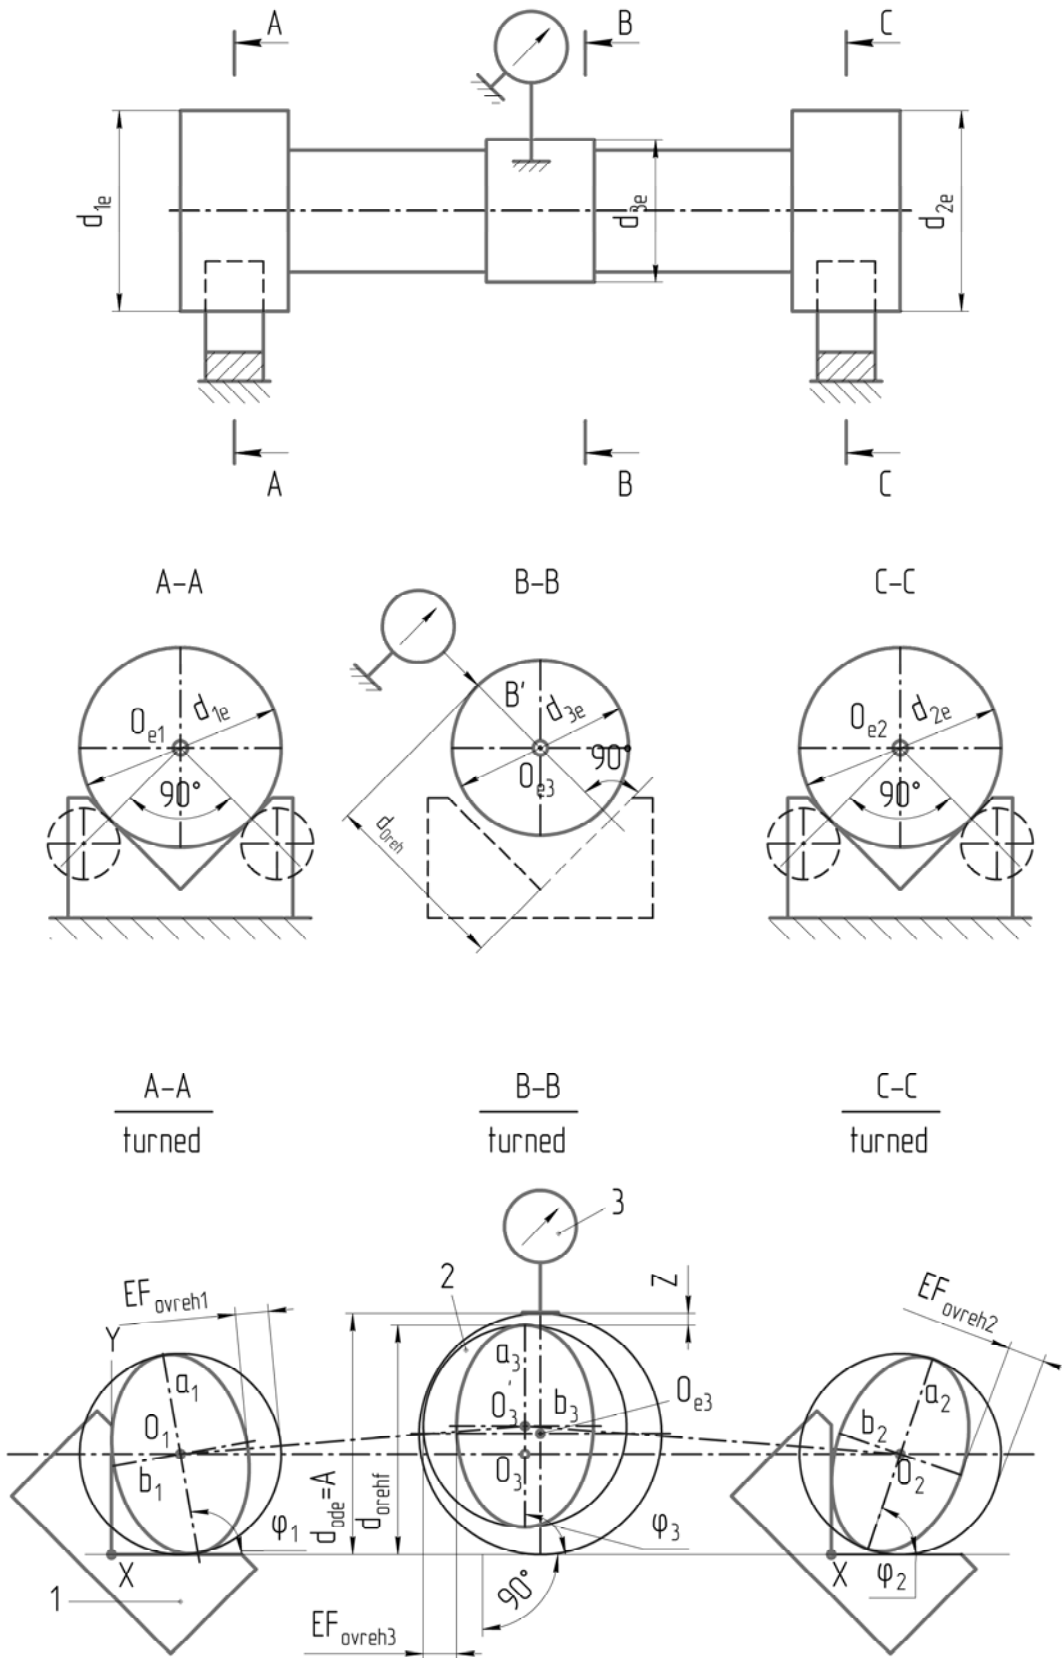 A B C
d1e d3e d2e
A B C
A-A B-B C-C
Oe1 d1e B' d3e Oe2 d2e
90° 90 Oe3 90°
dOreh
A-A B-B C-C
turned turned turned
3
2 Z
EFovreh1 EFovreh2
Y
a1 a3 a2
O1 O'3 b3 Oe3 b2
b1 O3 O2
dode=A dorehf
φ1 φ3 φ2
X X
1 90°
EFovreh3